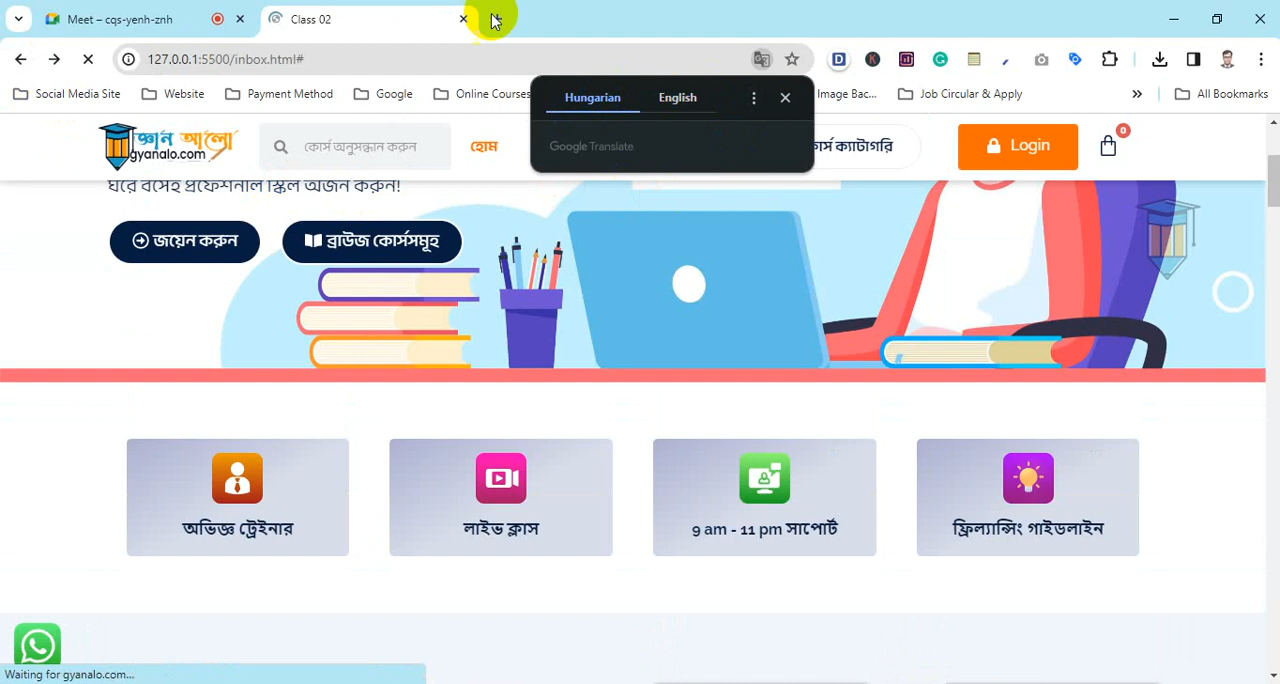 Meet – cqs-yenh-znh
Class 02
127.0.0.1:5500/inbox.html#
Social Media Site
Website
Payment Method
Google
Online Courses
Image Bac...
Job Circular & Apply
All Bookmarks
Hungarian
English
Google Translate
জ্ঞান আলো
gyanalo.com
কোর্স অনুসন্ধান করুন
হোম
কোর্স ক্যাটাগরি
Login
0
ঘরে বসেই প্রফেশনাল স্কিল অর্জন করুন!
জয়েন করুন
ব্রাউজ কোর্সসমূহ
অভিজ্ঞ ট্রেইনার
লাইভ ক্লাস
9 am - 11 pm সাপোর্ট
ফ্রিল্যান্সিং গাইডলাইন
Waiting for gyanalo.com...